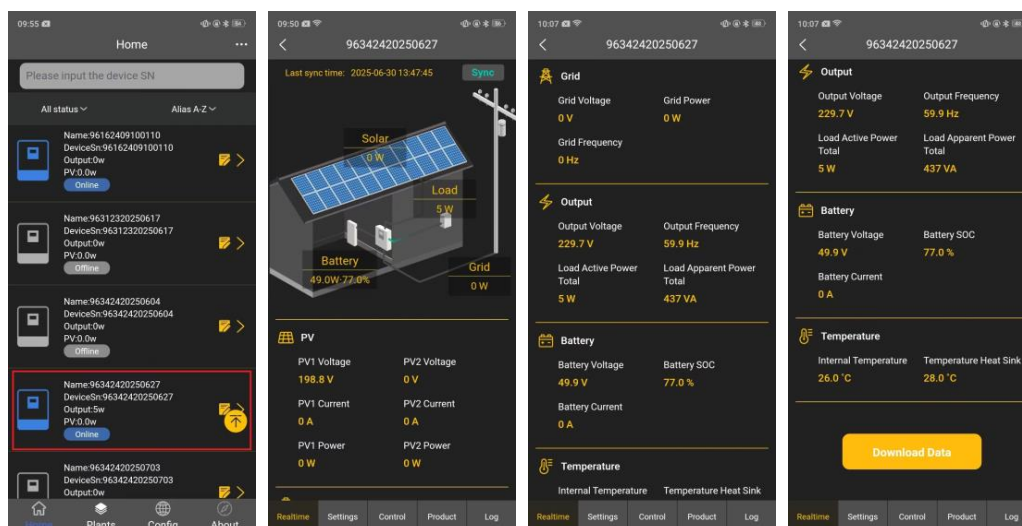 09:55
Home
Please input the device SN
All status
Alias A-Z
Name:96162409100110
DeviceSn:96162409100110
Output:0w
PV:0.0w
Online
Name:96312320250617
DeviceSn:96312320250617
Output:0w
PV:0.0w
Offline
Name:96342420250604
DeviceSn:96342420250604
Output:0w
PV:0.0w
Offline
Name:96342420250627
DeviceSn:96342420250627
Output:5w
PV:0.0w
Online
Name:96342420250703
DeviceSn:96342420250703
Output:0w
Home
Plants
Config
About
09:50
96342420250627
Last sync time: 2025-06-30 13:47:45
Sync
Solar
0 W
Load
5 W
Battery
49.0W·77.0%
Grid
0 W
PV
PV1 Voltage PV2 Voltage
198.8 V 0 V
PV1 Current PV2 Current
0 A 0 A
PV1 Power PV2 Power
0 W 0 W
Realtime Settings Control Product Log
10:07
96342420250627
Grid
Grid Voltage Grid Power
0 V 0 W
Grid Frequency
0 Hz
Output
Output Voltage Output Frequency
229.7 V 59.9 Hz
Load Active Power Total Load Apparent Power Total
5 W 437 VA
Battery
Battery Voltage Battery SOC
49.9 V 77.0 %
Battery Current
0 A
Temperature
Internal Temperature Temperature Heat Sink
Realtime Settings Control Product Log
10:07
96342420250627
Output
Output Voltage Output Frequency
229.7 V 59.9 Hz
Load Active Power Total Load Apparent Power Total
5 W 437 VA
Battery
Battery Voltage Battery SOC
49.9 V 77.0 %
Battery Current
0 A
Temperature
Internal Temperature Temperature Heat Sink
26.0 °C 28.0 °C
Download Data
Realtime Settings Control Product Log